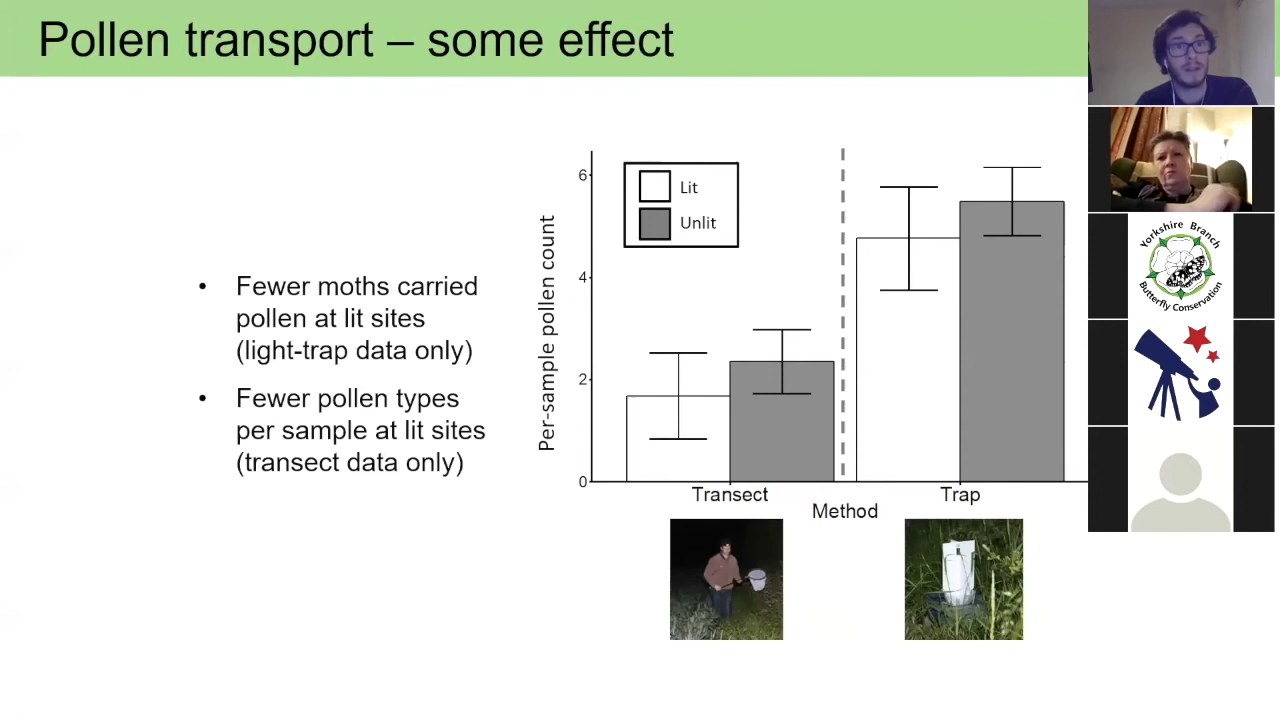 Pollen transport – some effect
• Fewer moths carried
pollen at lit sites
(light-trap data only)
• Fewer pollen types
per sample at lit sites
(transect data only)
Per-sample pollen count
6
4
2
0
Lit
Unlit
Transect
Trap
Method
Yorkshire Branch
Butterfly Conservation